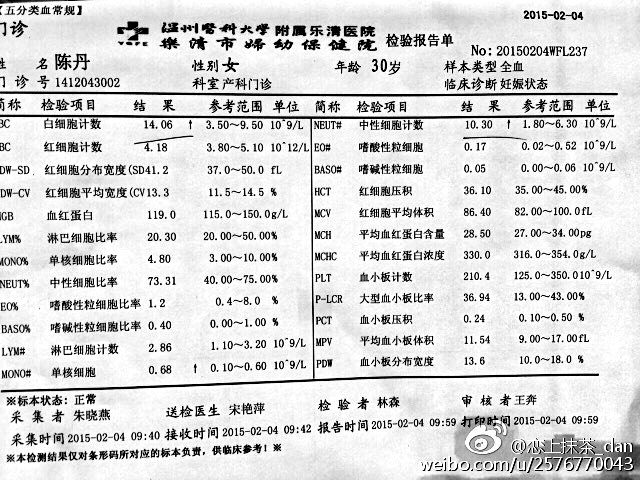 【五分类血常规】
2015-02-04
门诊
温州医科大学附属乐清医院
乐清市妇幼保健院 检验报告单
No:20150204WFL237
姓名 陈丹 性别 女 年龄 30岁 样本类型 全血
门诊号 1412043002 科室 产科门诊 临床诊断 妊娠状态
简称 检验项目 结 果 参考范围 单位 简称 检验项目 结 果 参考范围 单位
BC 白细胞计数 14.06 ↑ 3.50～9.50 10^9/L NEUT# 中性细胞计数 10.30 ↑ 1.80～6.30 10^9/L
BC 红细胞计数 4.18 3.80～5.10 10^12/L EO# 嗜酸性粒细胞 0.17 0.02～0.52 10^9/L
DW-SD 红细胞分布宽度(SD41.2 37.0～50.0 fL BASO# 嗜碱性粒细胞 0.05 0.00～0.06 10^9/L
DW-CV 红细胞平均宽度(CV13.3 11.5～14.5% HCT 红细胞压积 36.10 35.00～45.00%
GB 血红蛋白 119.0 115.0～150.0g/L MCV 红细胞平均体积 86.40 82.00～100.0fL
LYM% 淋巴细胞比率 20.30 20.00～50.00% MCH 平均血红蛋白含量 28.50 27.00～34.00pg
MONO% 单核细胞比率 4.80 3.00～10.00% MCHC 平均血红蛋白浓度 330.0 316.0～354.0g/L
NEUT% 中性细胞比率 73.31 40.00～75.00% PLT 血小板计数 210.4 125.0～350.010^9/L
EO% 嗜酸性粒细胞比率 1.2 0.4～8.0 % P-LCR 大型血小板比率 36.94 13.00～43.00%
BASO% 嗜碱性粒细胞比率 0.40 0.00～1.00 % PCT 血小板压积 0.24 0.10～0.50 %
LYM# 淋巴细胞计数 2.86 1.10～3.20 10^9/L MPV 平均血小板体积 11.54 9.00～17.00fL
MONO# 单核细胞 0.68 ↑ 0.10～0.60 10^9/L PDW 血小板分布宽度 13.6 10.0～18.0 %
※标本状态:正常
采 集 者 朱晓燕 送检医生 宋艳萍 检 验 者 林森 审 核 者王奔
采集时间2015-02-04 09:40 接收时间2015-02-04 09:42 报告时间2015-02-04 09:59 打印时间2015-02-04 09:59
※本检测结果仅对条形码所对应的标本负责，供临床参考！※
@恋上抹茶_dan
weibo.com/u/2576770043